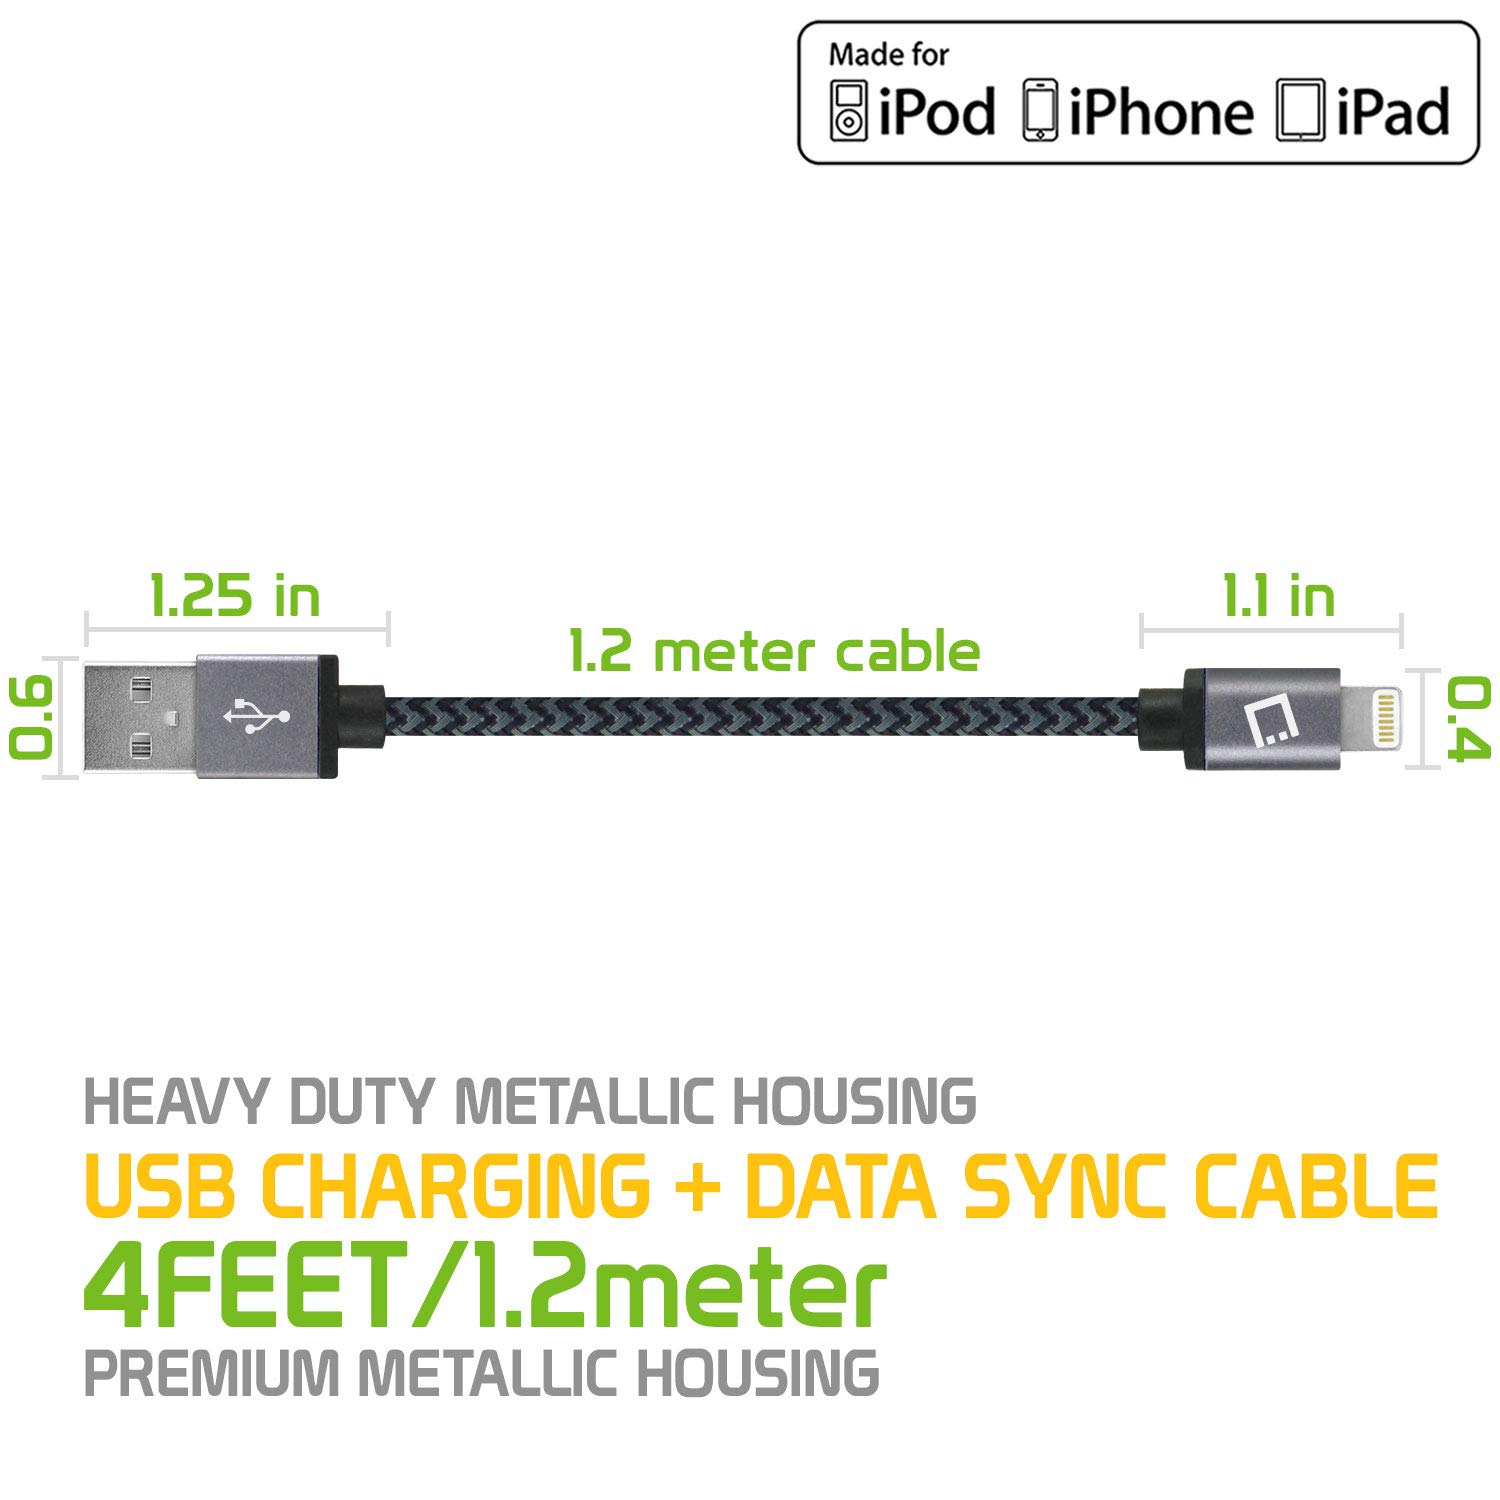 Made for
iPod iPhone iPad
1.25 in
1.1 in
1.2 meter cable
0.6
0.4
HEAVY DUTY METALLIC HOUSING
USB CHARGING + DATA SYNC CABLE
4FEET/1.2meter
PREMIUM METALLIC HOUSING